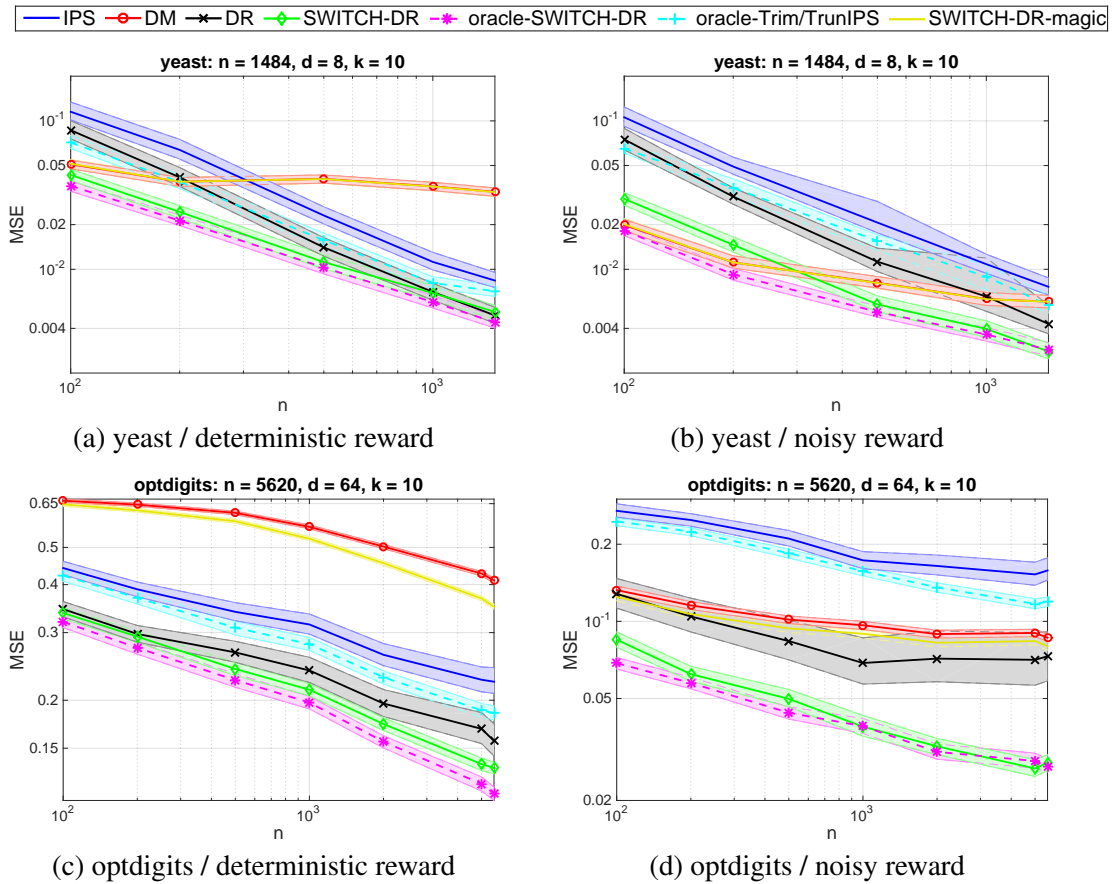 IPS DM DR SWITCH-DR oracle-SWITCH-DR oracle-Trim/TrunIPS SWITCH-DR-magic
yeast: n = 1484, d = 8, k = 10
MSE
10^-1
0.05
0.02
10^-2
0.004
10^2 10^3
n
(a) yeast / deterministic reward
yeast: n = 1484, d = 8, k = 10
MSE
10^-1
0.05
0.02
10^-2
0.004
10^2 10^3
n
(b) yeast / noisy reward
optdigits: n = 5620, d = 64, k = 10
MSE
0.65
0.5
0.4
0.3
0.2
0.15
10^2 10^3
n
(c) optdigits / deterministic reward
optdigits: n = 5620, d = 64, k = 10
MSE
0.2
10^-1
0.05
0.02
10^2 10^3
n
(d) optdigits / noisy reward